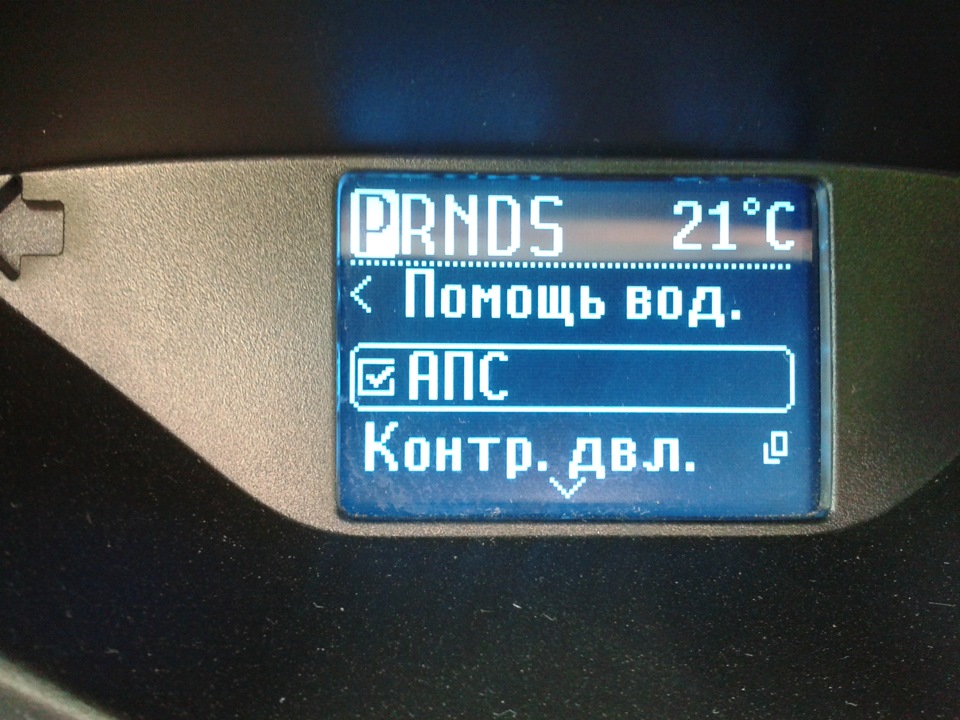 PRNDS 21°C
< Помощь вод.
АПС
Контр. двл.